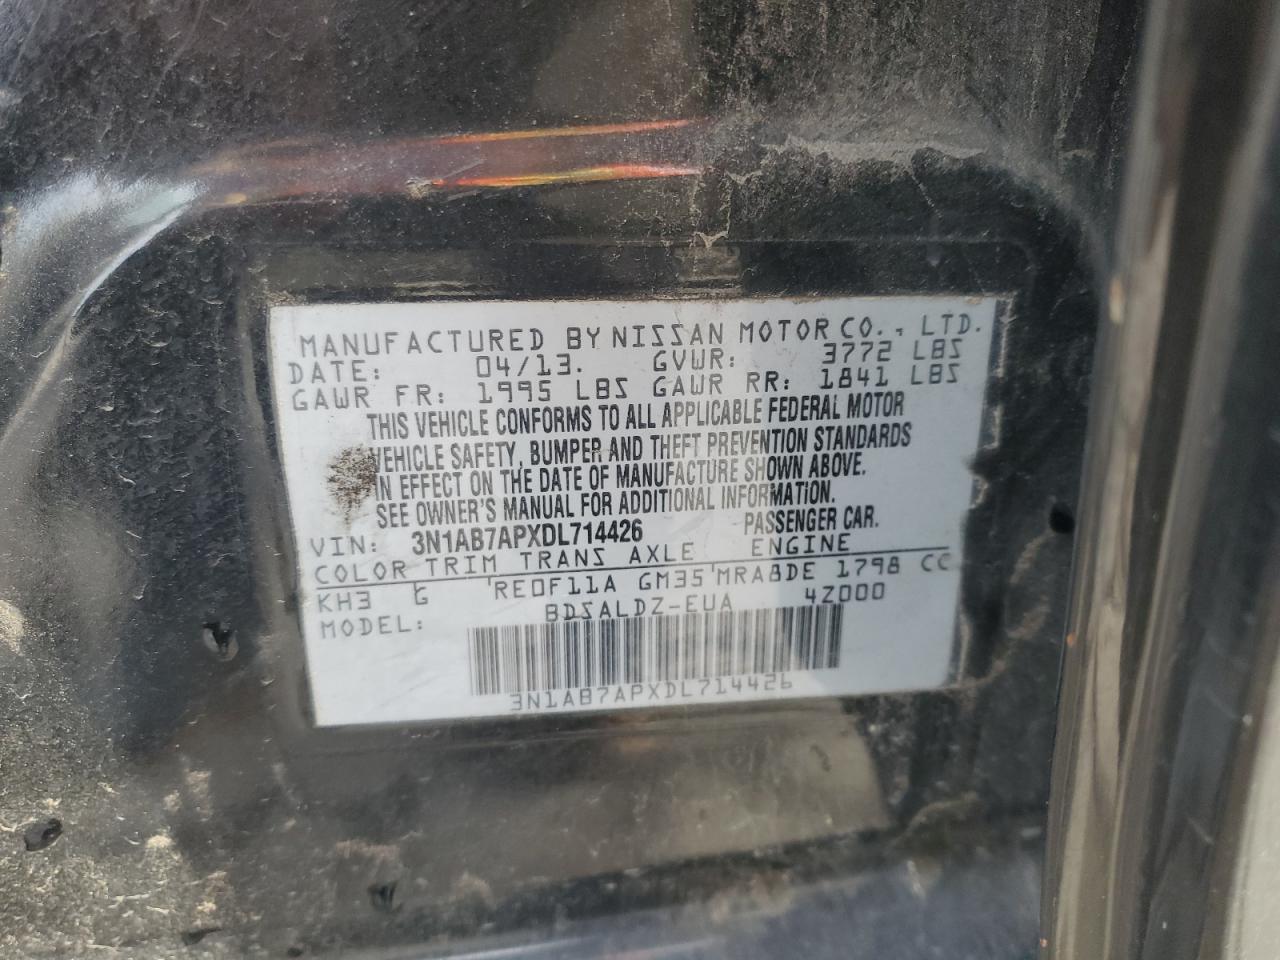 MANUFACTURED BY NISSAN MOTOR CO., LTD.
DATE: 04/13. GVWR: 3772 LBS
GAWR FR: 1995 LBS GAWR RR: 1841 LBS
THIS VEHICLE CONFORMS TO ALL APPLICABLE FEDERAL MOTOR
VEHICLE SAFETY, BUMPER AND THEFT PREVENTION STANDARDS
IN EFFECT ON THE DATE OF MANUFACTURE SHOWN ABOVE.
SEE OWNER'S MANUAL FOR ADDITIONAL INFORMATION.
VIN: 3N1AB7APXDL714426 PASSENGER CAR.
COLOR TRIM TRANS AXLE ENGINE
KH3 G RE0F11A GM35 MRA8DE 1798 CC
MODEL: BDSALDZ-EUA 4Z000
3N1AB7APXDL714426